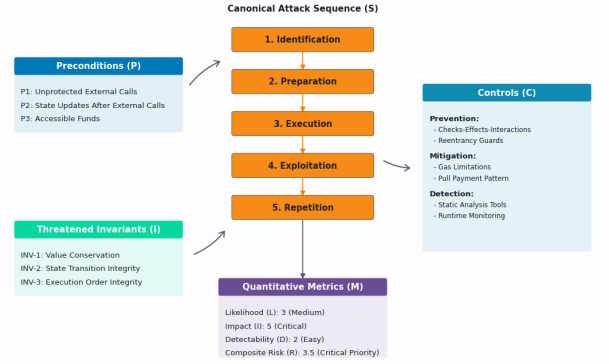 Canonical Attack Sequence (S)
1. Identification
2. Preparation
3. Execution
4. Exploitation
5. Repetition
Preconditions (P)
P1: Unprotected External Calls
P2: State Updates After External Calls
P3: Accessible Funds
Threatened Invariants (I)
INV-1: Value Conservation
INV-2: State Transition Integrity
INV-3: Execution Order Integrity
Controls (C)
Prevention:
- Checks-Effects-Interactions
- Reentrancy Guards
Mitigation:
- Gas Limitations
- Pull Payment Pattern
Detection:
- Static Analysis Tools
- Runtime Monitoring
Quantitative Metrics (M)
Likelihood (L): 3 (Medium)
Impact (I): 5 (Critical)
Detectability (D): 2 (Easy)
Composite Risk (R): 3.5 (Critical Priority)